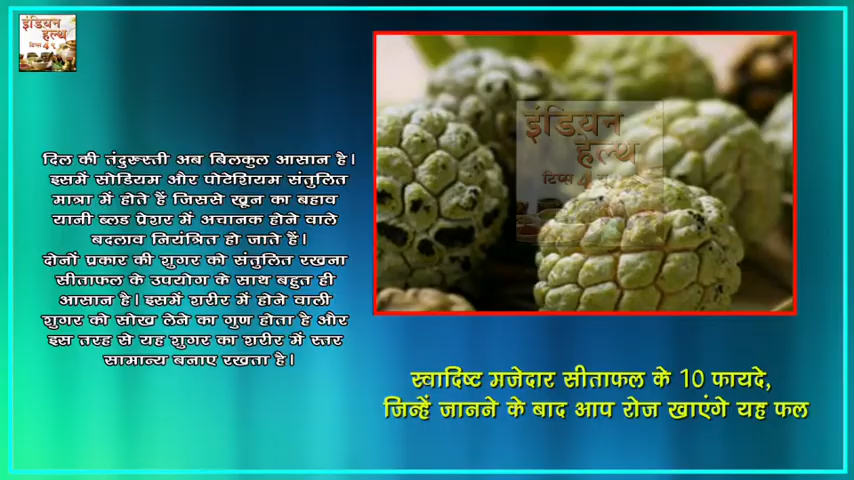 इंडियन
हेल्थ
टिप्स 4 यू
दिल की तंदुरूस्ती अब बिलकुल आसान है।
इसमें सोडियम और पोटेशियम संतुलित
मात्रा में होते हैं जिससे खून का बहाव
यानी ब्लड प्रेशर में अचानक होने वाले
बदलाव नियंत्रित हो जाते हैं।
दोनों प्रकार की शुगर को संतुलित रखना
सीताफल के उपयोग के साथ बहुत ही
आसान है। इसमें शरीर में होने वाली
शुगर को सोख लेने का गुण होता है और
इस तरह से यह शुगर का शरीर में स्तर
सामान्य बनाए रखता है।
इंडियन
हेल्थ
टिप्स 4 यू
स्वादिष्ट मजेदार सीताफल के 10 फायदे,
जिन्हें जानने के बाद आप रोज खाएंगे यह फल